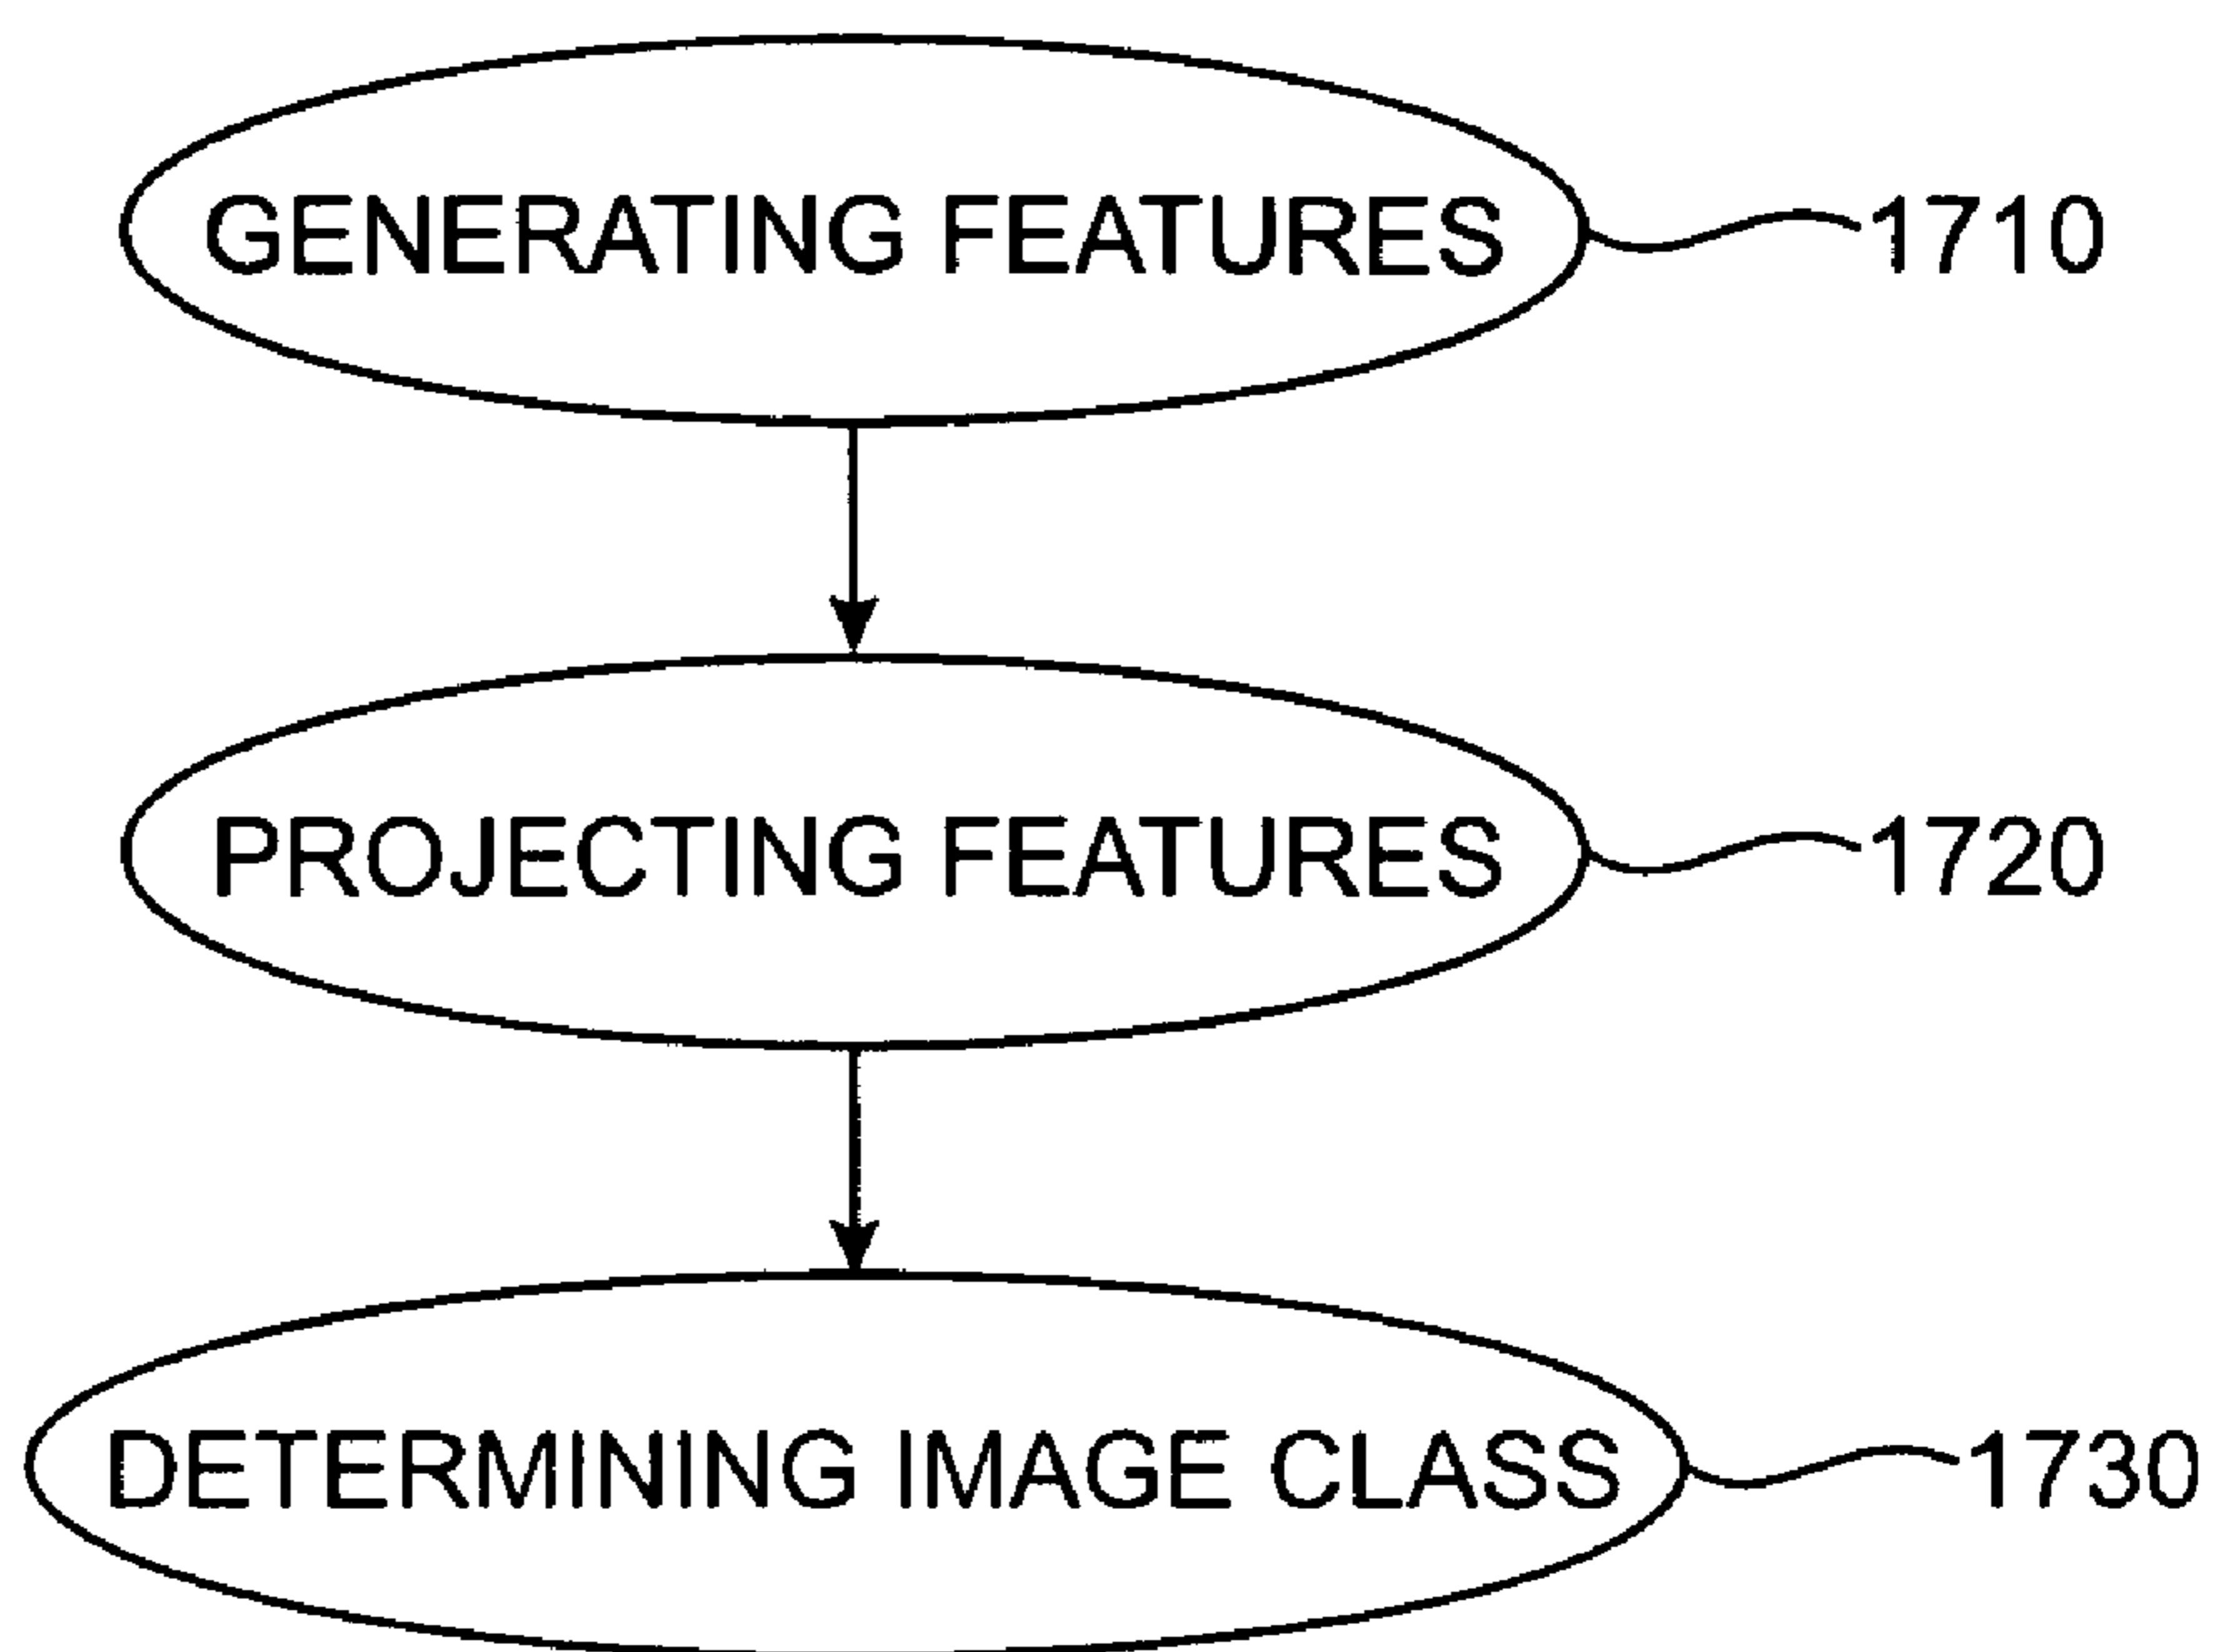 GENERATING FEATURES 1710
PROJECTING FEATURES 1720
DETERMINING IMAGE CLASS 1730